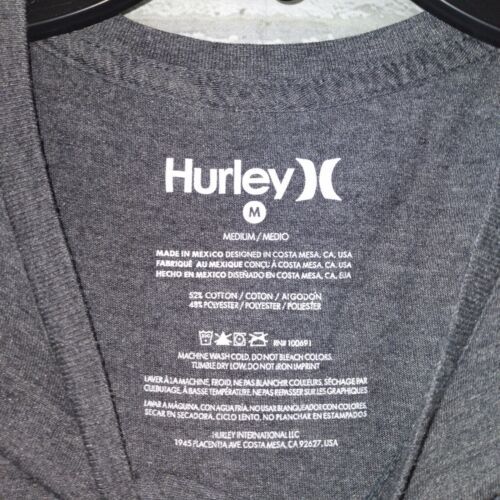 Hurley
M
MEDIUM / MEDIO
MADE IN MEXICO DESIGNED IN COSTA MESA, CA, USA
FABRIQUÉ AU MEXIQUE CONÇU À COSTA MESA, CA, USA
HECHO EN MEXICO DISEÑADO EN COSTA MESA, CA, EUA
52% COTTON / COTON / ALGODON
48% POLYESTER / POLYESTER / POLIESTER
RN# 100691
MACHINE WASH COLD, DO NOT BLEACH COLORS.
TUMBLE DRY LOW. DO NOT IRON IMPRINT
LAVER À LA MACHINE, FROID, NE PAS BLANCHIR COULEURS, SÉCHAGE PAR
CULBUTAGE, À BASSE TEMPÉRATURE, NE PAS REPASSER SUR LES GRAPHIQUES
LAVAR A MAQUINA, CON AGUA FRÍA. NO USAR BLANQUEADOR CON COLORES.
SECAR EN SECADORA, CICLO LENTO, NO PLANCHAR EN ESTAMPADOS
HURLEY INTERNATIONAL LLC
1945 PLACENTIA AVE. COSTA MESA, CA 92627, USA